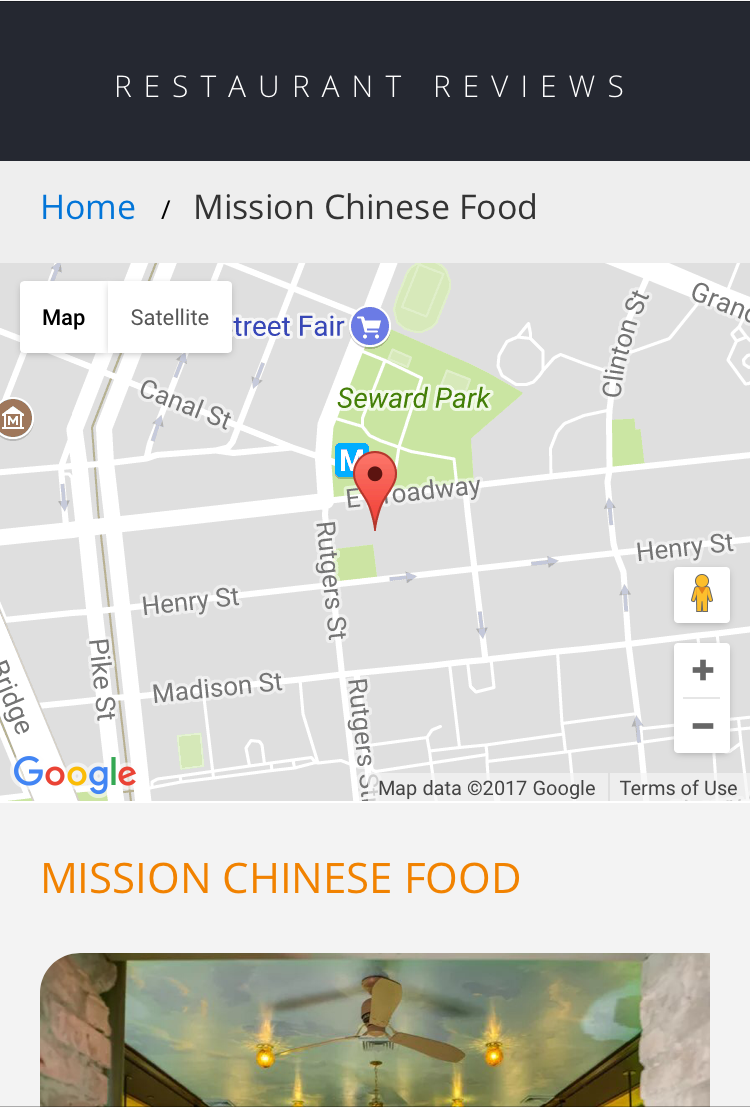 RESTAURANT REVIEWS
Home / Mission Chinese Food
Map Satellite
treet Fair
Grand
Clinton St
Canal St
Seward Park
M
M
E Broadway
Rutgers St
Henry St
Henry St
Pike St
Madison St
Bridge
Rutgers St
+
−
Google
Map data ©2017 Google
Terms of Use
MISSION CHINESE FOOD